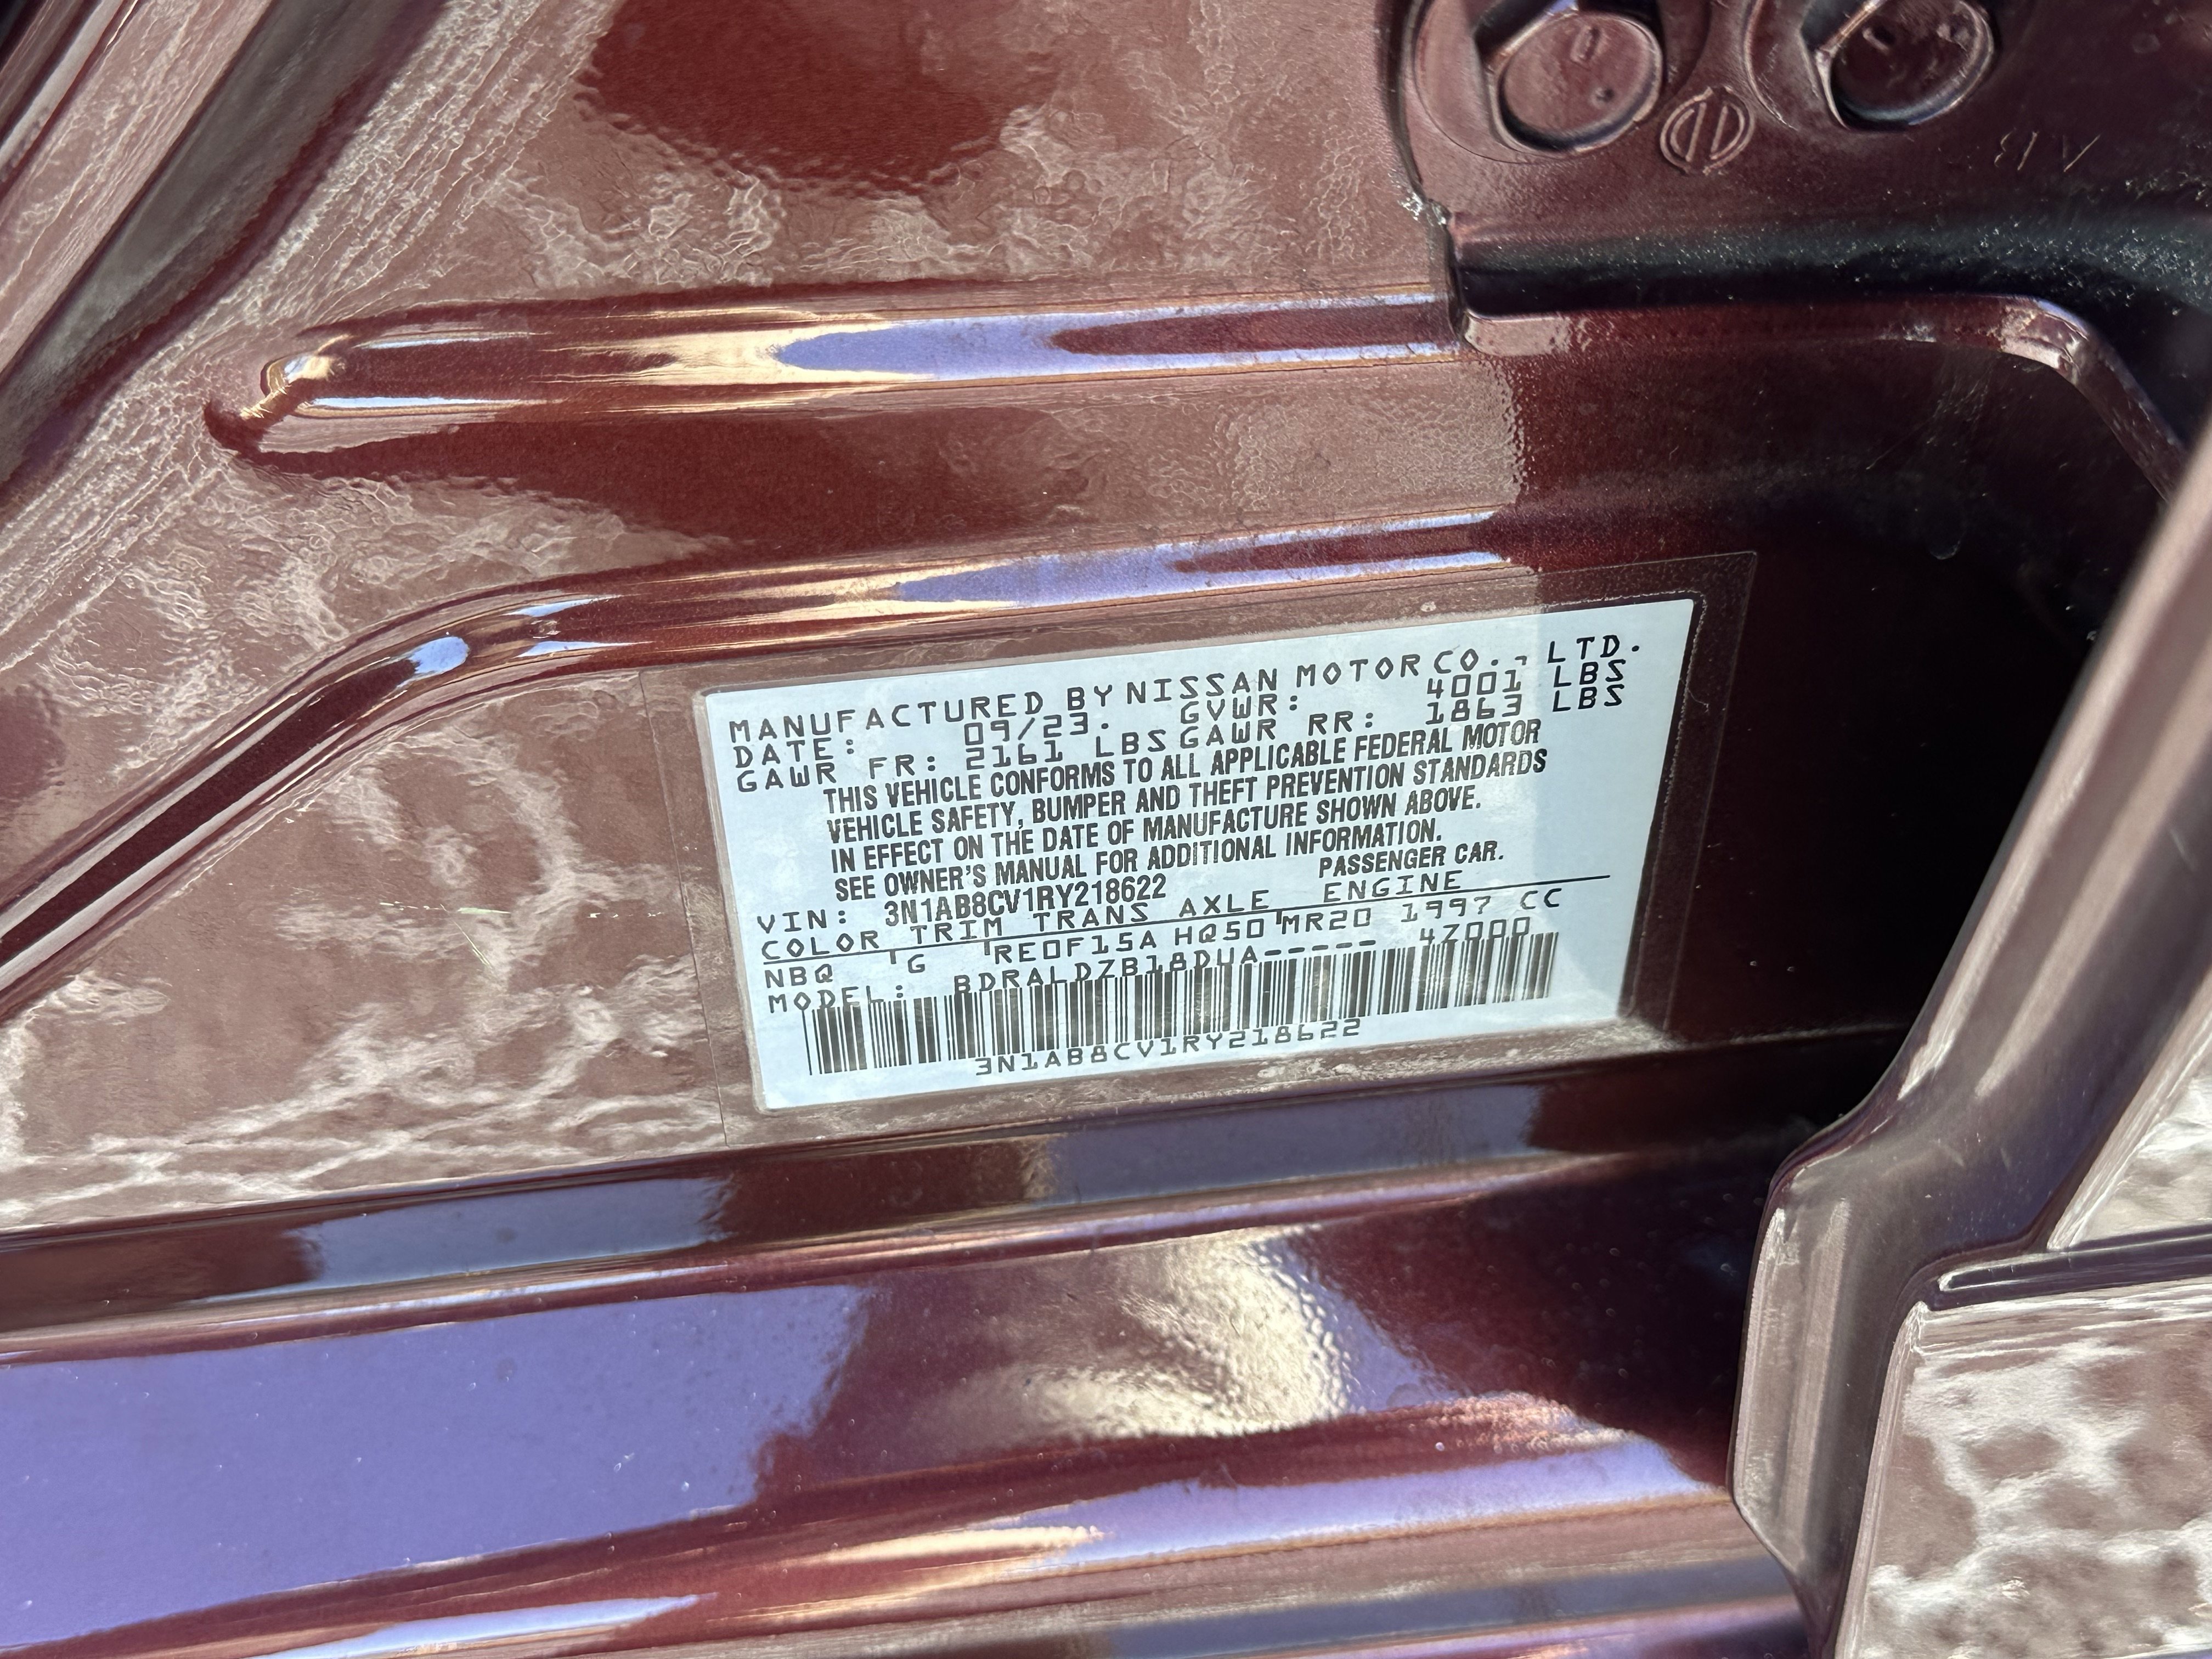 MANUFACTURED BY NISSAN MOTOR CO., LTD.
DATE: 09/23. GVWR: 4001 LBS
GAWR FR: 2161 LBS GAWR RR: 1863 LBS
THIS VEHICLE CONFORMS TO ALL APPLICABLE FEDERAL MOTOR
VEHICLE SAFETY, BUMPER AND THEFT PREVENTION STANDARDS
IN EFFECT ON THE DATE OF MANUFACTURE SHOWN ABOVE.
SEE OWNER'S MANUAL FOR ADDITIONAL INFORMATION.
VIN: 3N1AB8CV1RY218622 PASSENGER CAR.
COLOR TRIM TRANS AXLE ENGINE
NBQ G RE0F15A HQ50 MR20 1997 CC
MODEL: BDRALDZB18DUA----- 4Z000
3N1AB8CV1RY218622